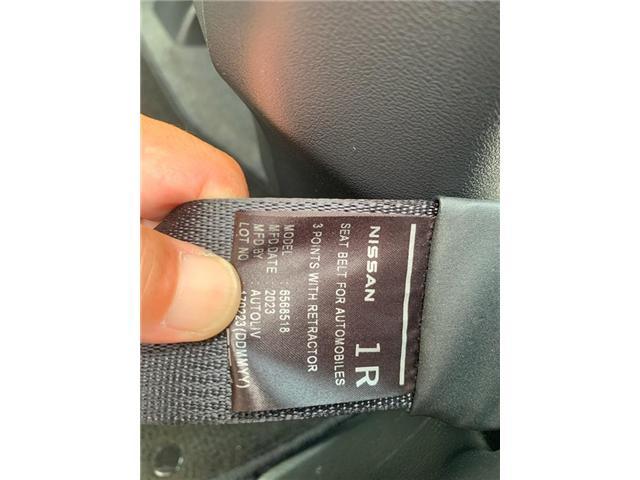 NISSAN 1R
SEAT BELT FOR AUTOMOBILES
3 POINTS WITH RETRACTOR
MODEL : 6568518
MFD DATE : 2023
MFD BY : AUTOLIV
LOT NO 170223(DDMMYY)